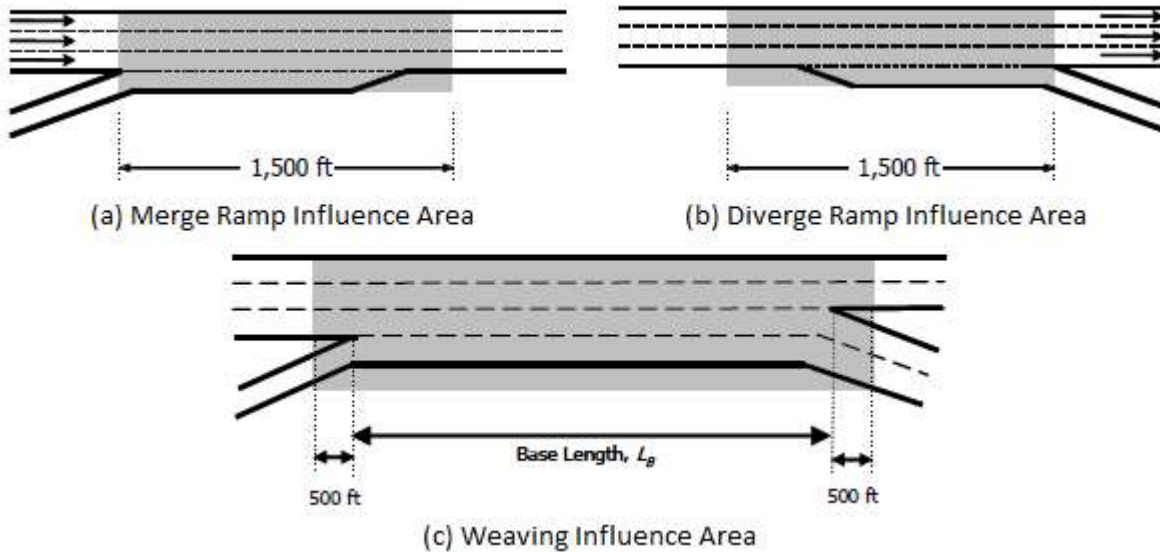 1,500 ft
1,500 ft
(a) Merge Ramp Influence Area
(b) Diverge Ramp Influence Area
Base Length, L_B
500 ft
500 ft
(c) Weaving Influence Area